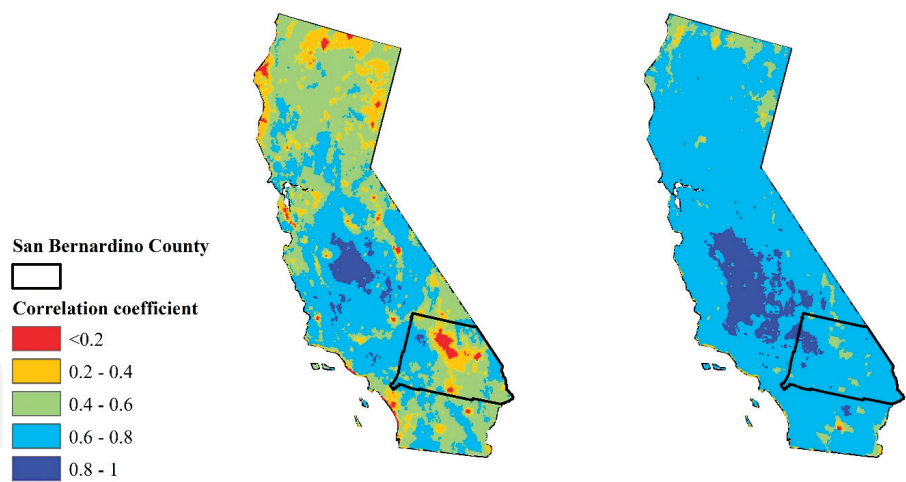 San Bernardino County
Correlation coefficient
<0.2
0.2 - 0.4
0.4 - 0.6
0.6 - 0.8
0.8 - 1